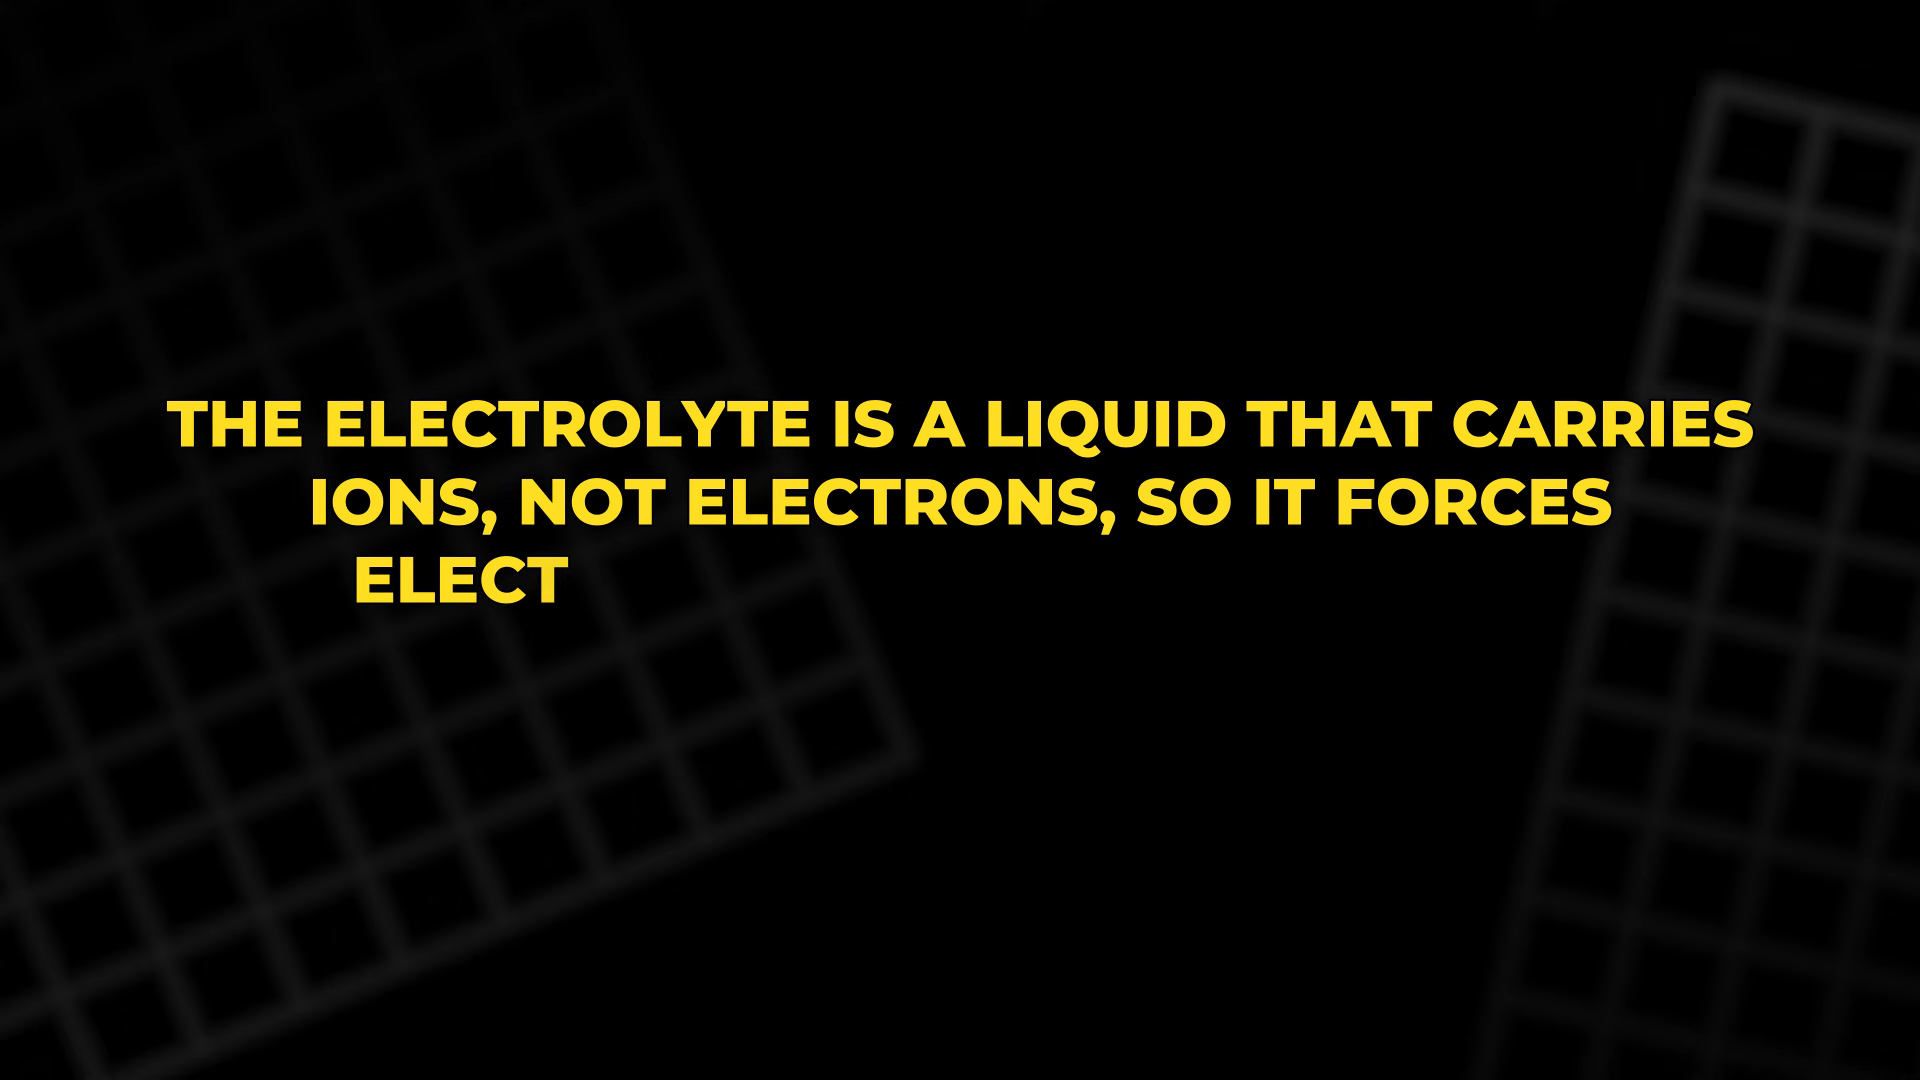 THE ELECTROLYTE IS A LIQUID THAT CARRIES
IONS, NOT ELECTRONS, SO IT FORCES
ELECT